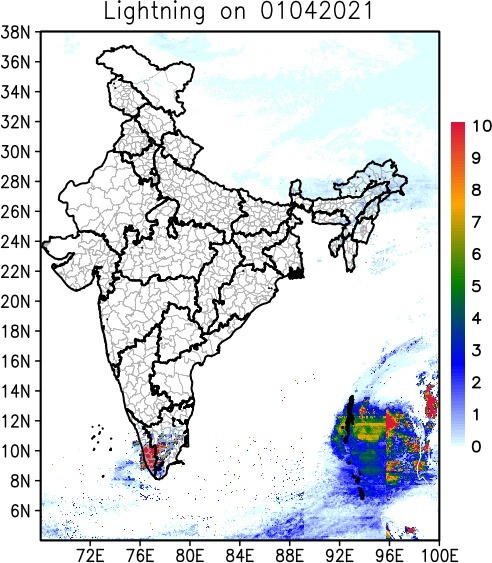 Lightning on 01042021
38N
36N
34N
32N
30N
28N
26N
24N
22N
20N
18N
16N
14N
12N
10N
8N
6N
72E 76E 80E 84E 88E 92E 96E 100E
10
9
8
7
6
5
4
3
2
1
0